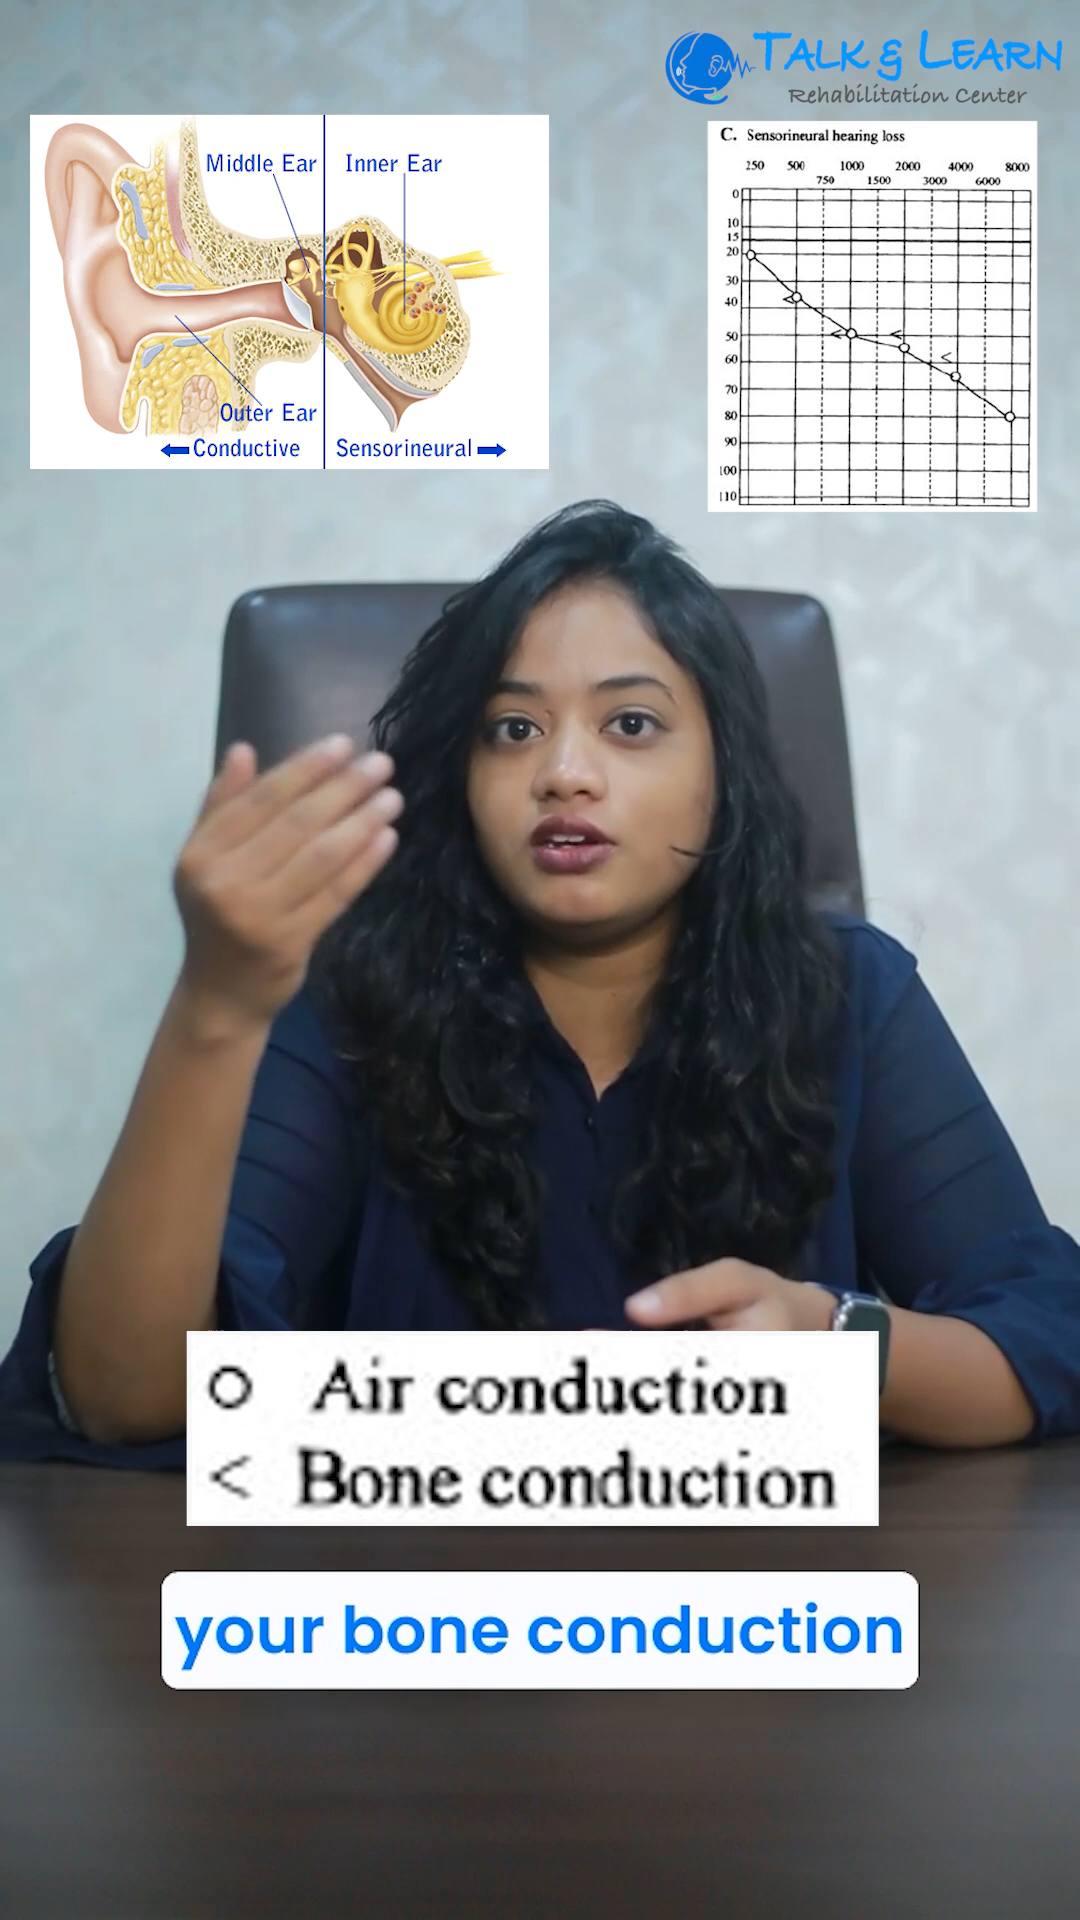 TALK & LEARN
Rehabilitation Center
Middle Ear
Inner Ear
Outer Ear
Conductive
Sensorineural
C. Sensorineural hearing loss
250 500 1000 2000 4000 8000
750 1500 3000 6000
0
10
15
20
30
40
50
60
70
80
90
100
110
O Air conduction
< Bone conduction
your bone conduction